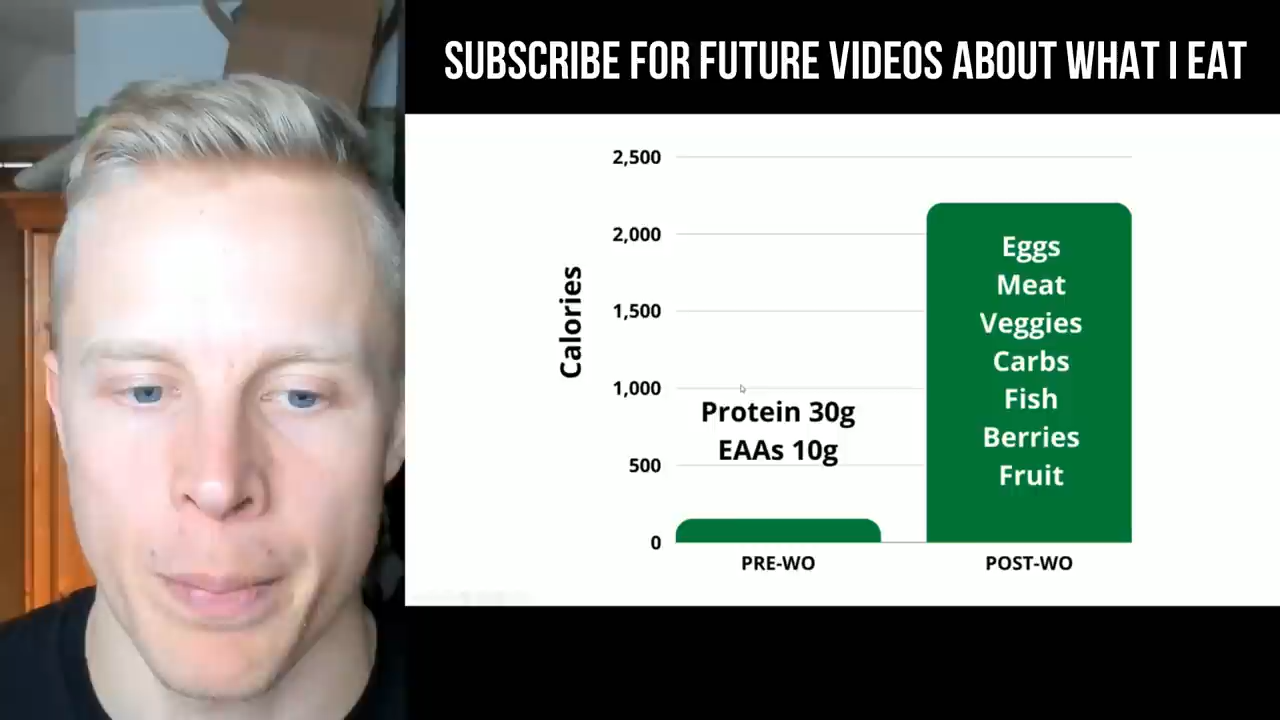 SUBSCRIBE FOR FUTURE VIDEOS ABOUT WHAT I EAT
2,500
2,000
1,500
1,000
500
0
Calories
Protein 30g
EAAs 10g
Eggs
Meat
Veggies
Carbs
Fish
Berries
Fruit
PRE-WO
POST-WO